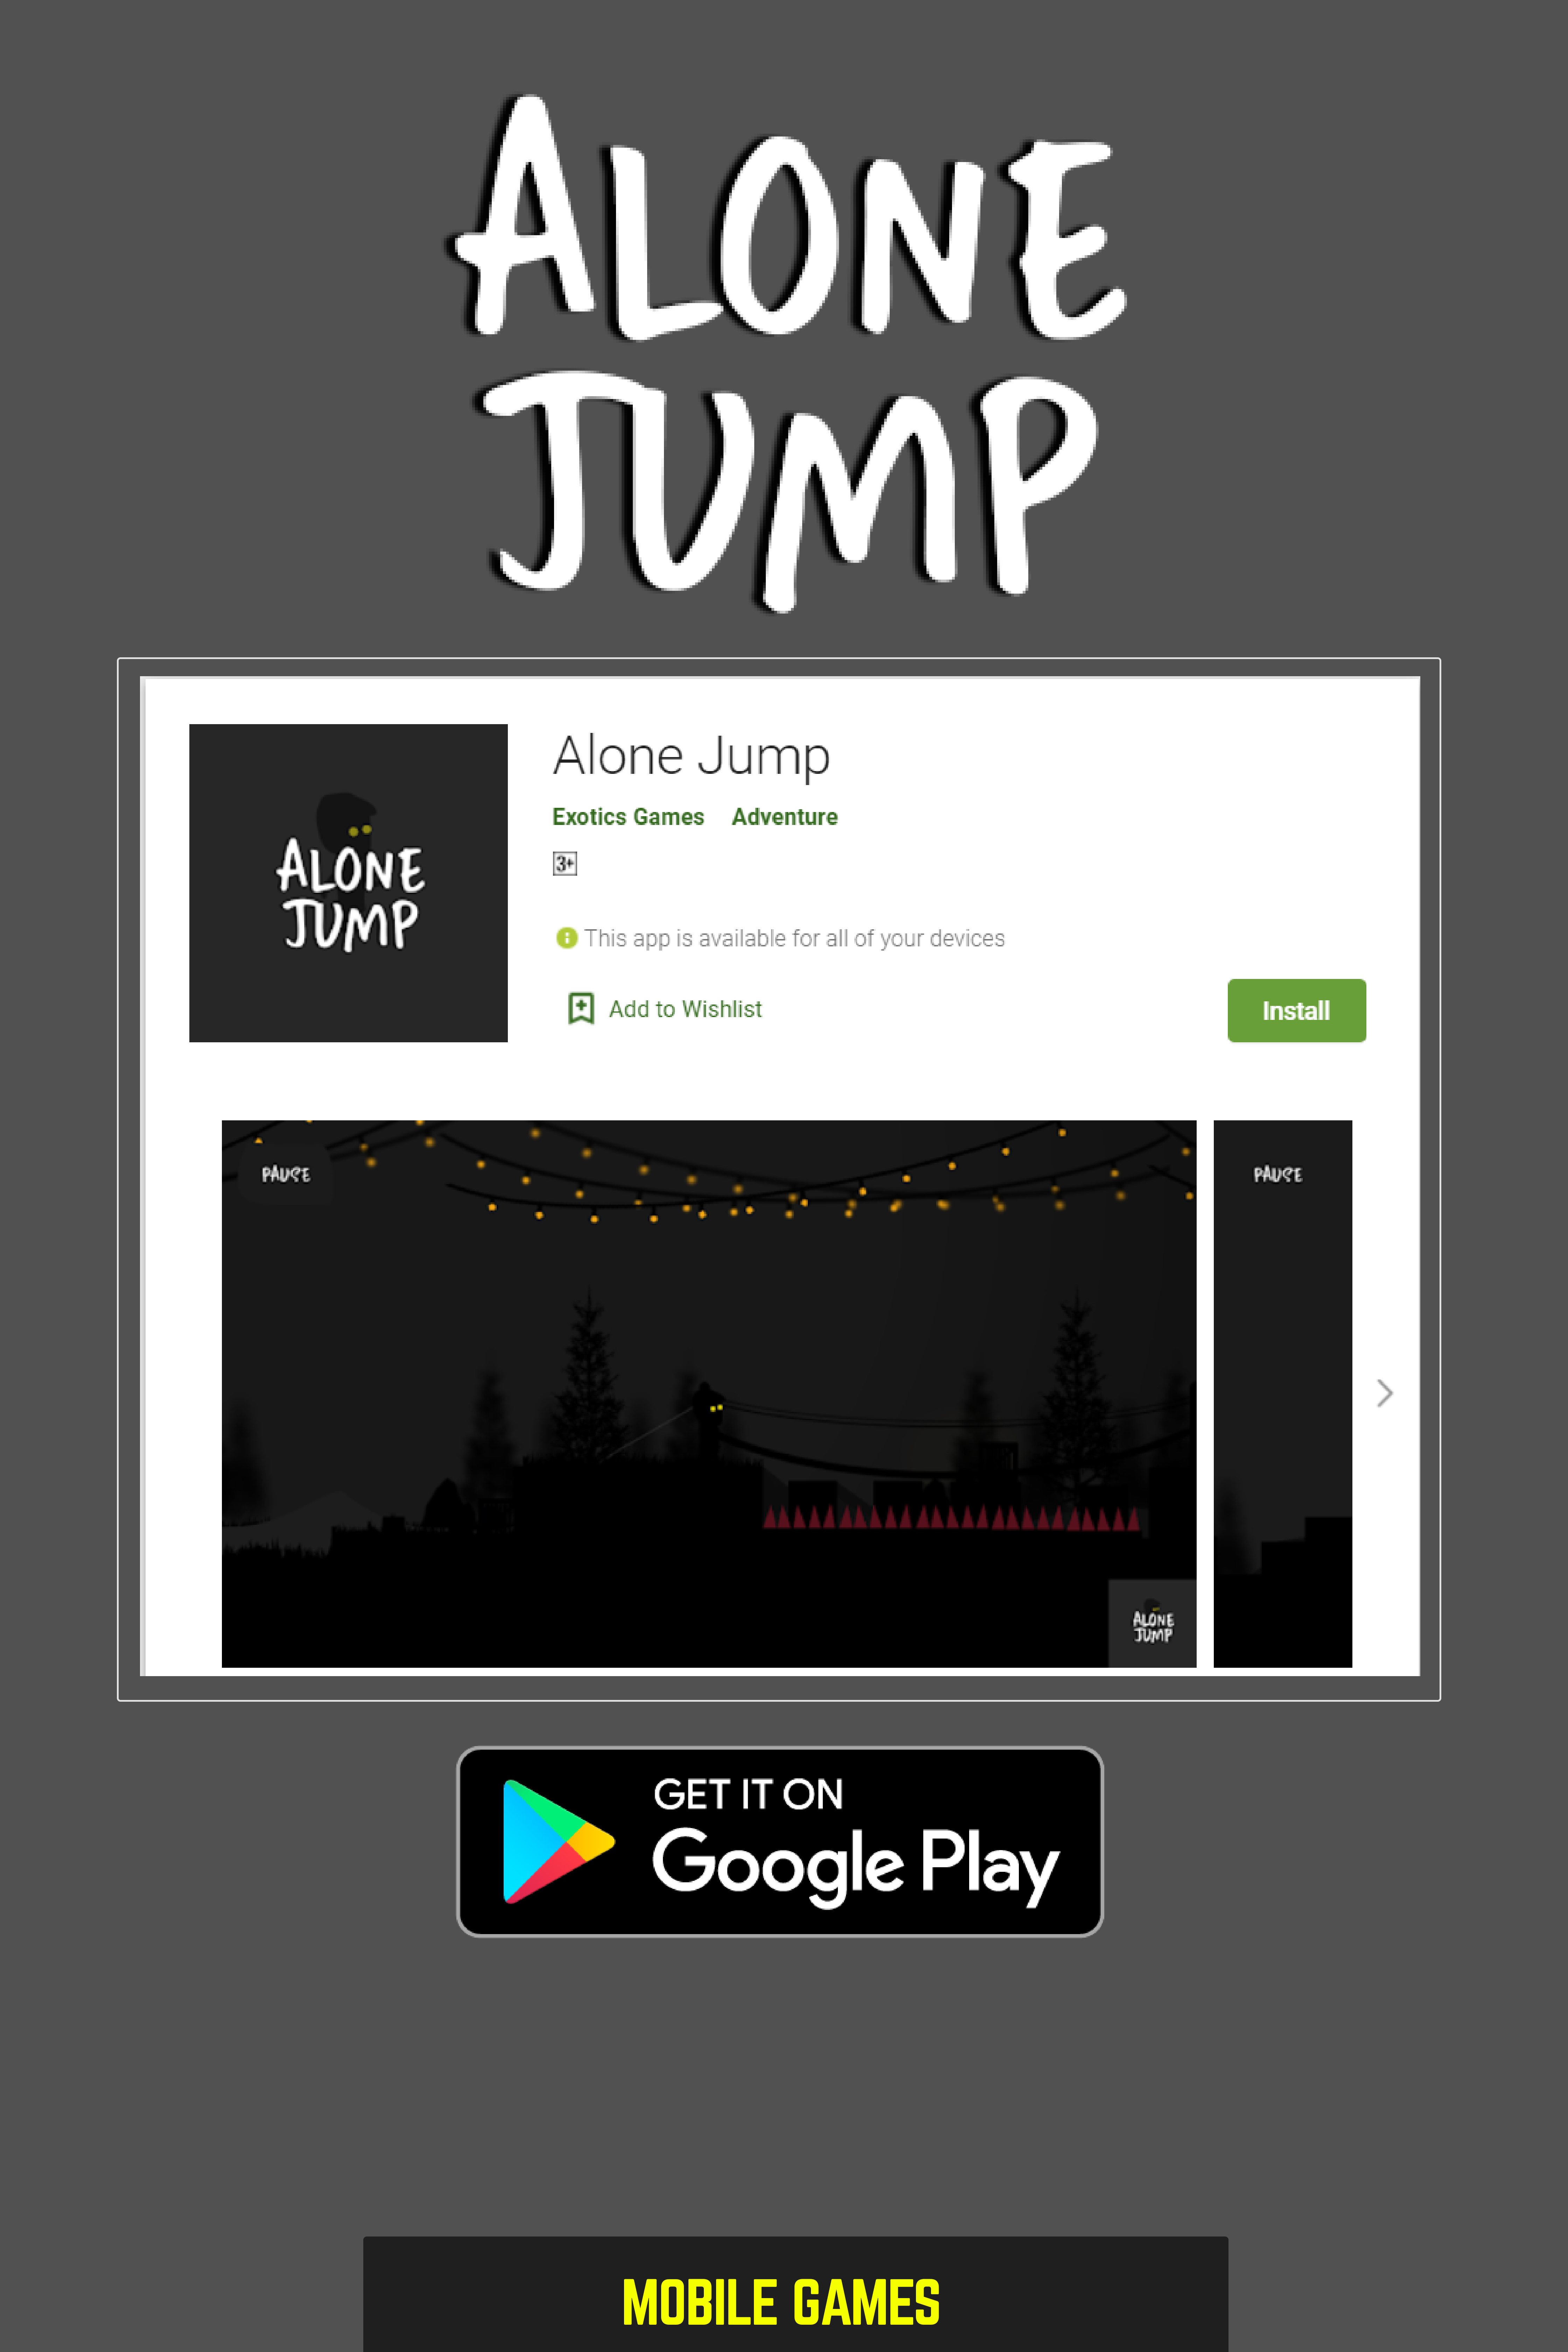 ALONE
JUMP
ALONE
JUMP
Alone Jump
Exotics Games Adventure
3+
This app is available for all of your devices
Add to Wishlist
Install
PAUSE
PAUSE
ALONE
JUMP
GET IT ON
Google Play
MOBILE GAMES